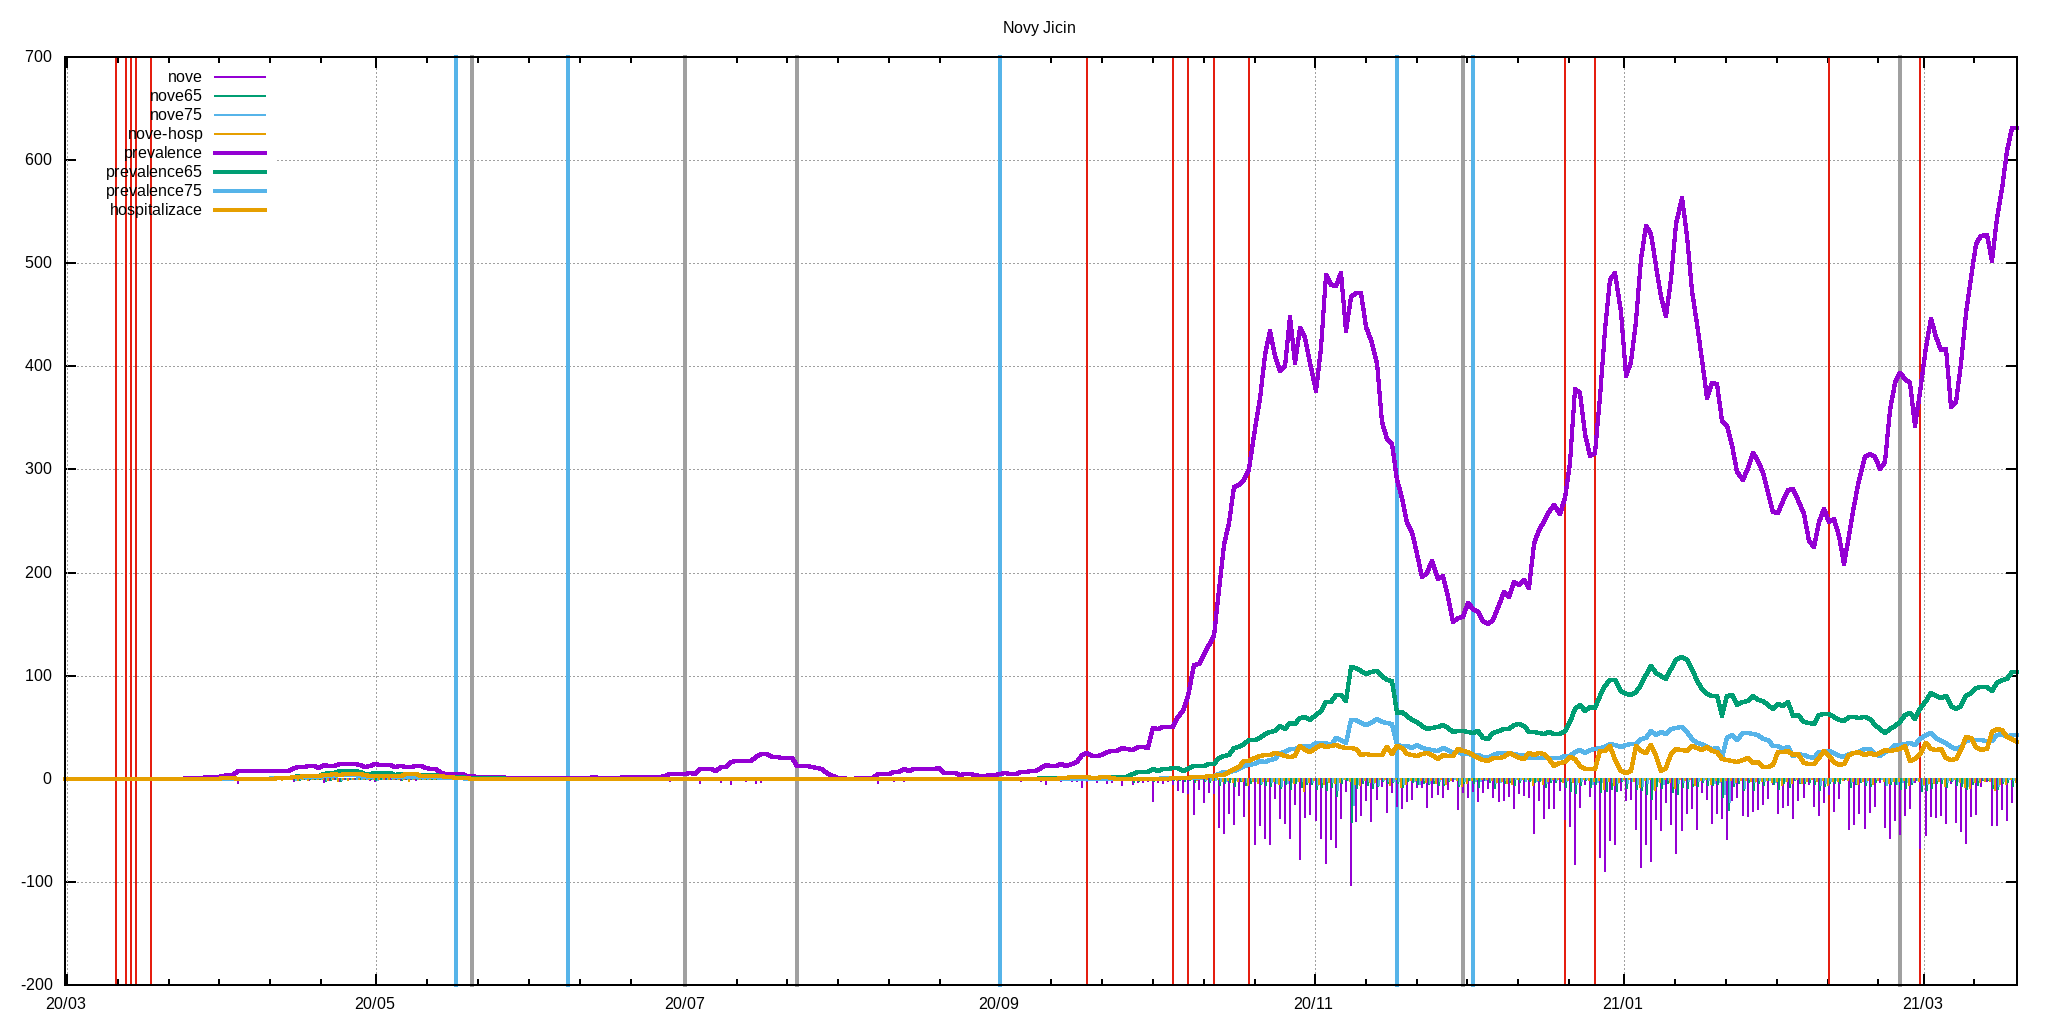 Novy Jicin
700
600
500
400
300
200
100
0
-100
-200
nove
nove65
nove75
nove-hosp
prevalence
prevalence65
prevalence75
hospitalizace
20/03
20/05
20/07
20/09
20/11
21/01
21/03